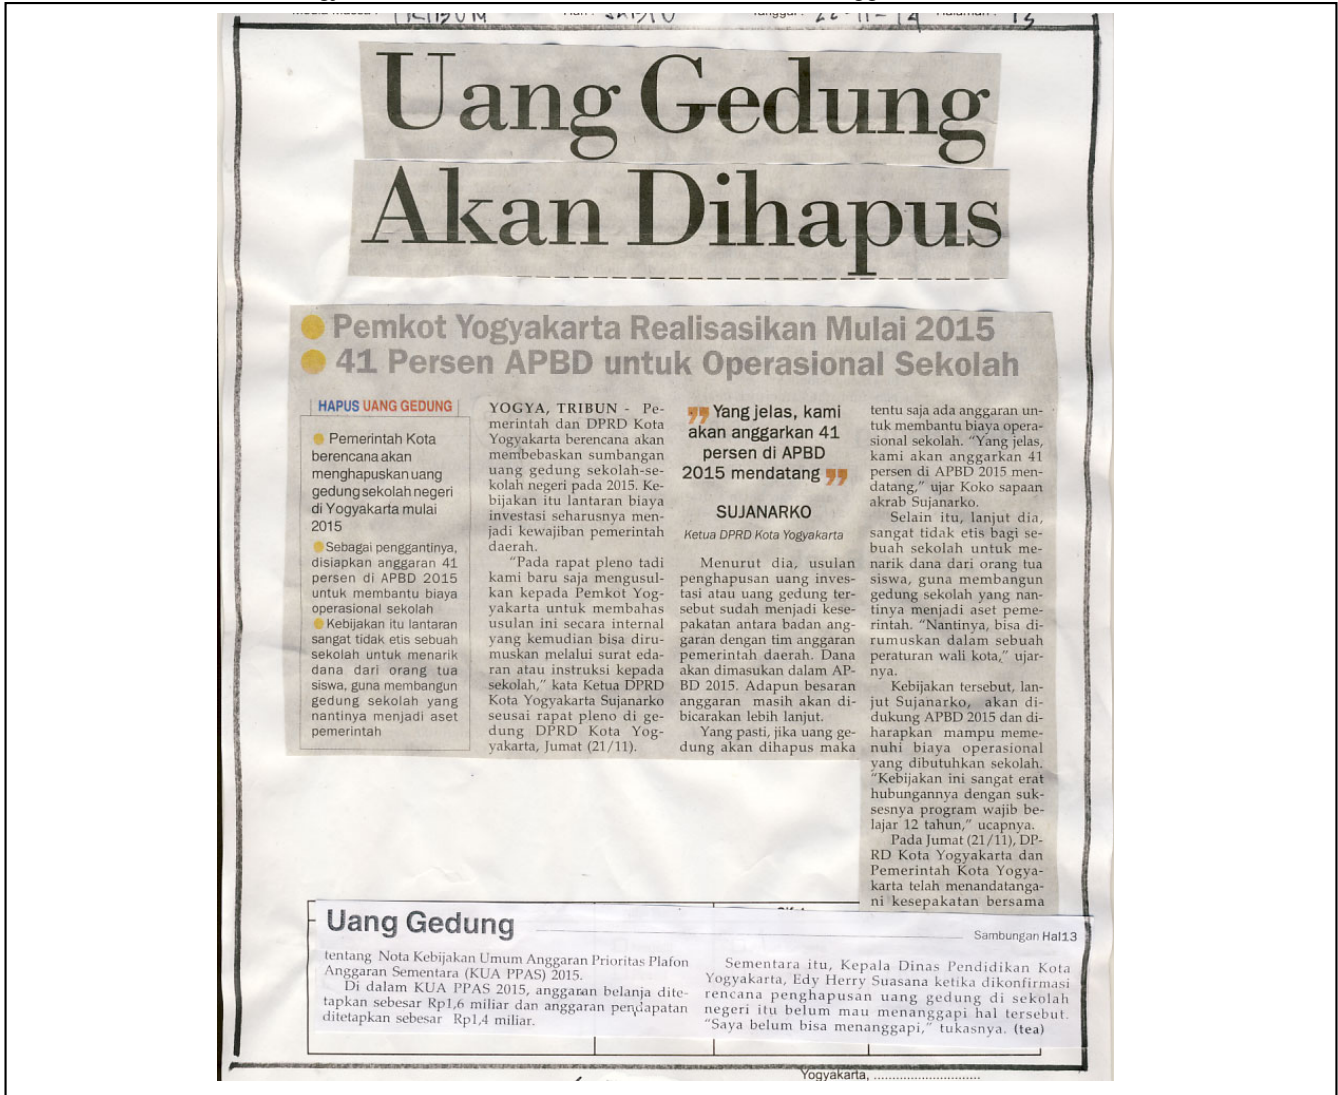 TRIBUN SABTU 22-11-14 13
Uang Gedung
Akan Dihapus
Pemkot Yogyakarta Realisasikan Mulai 2015
41 Persen APBD untuk Operasional Sekolah
HAPUS UANG GEDUNG
Pemerintah Kota
berencana akan
menghapuskan uang
gedung sekolah negeri
di Yogyakarta mulai
2015
Sebagai penggantinya,
disiapkan anggaran 41
persen di APBD 2015
untuk membantu biaya
operasional sekolah
Kebijakan itu lantaran
sangat tidak etis sebuah
sekolah untuk menarik
dana dari orang tua
siswa, guna membangun
gedung sekolah yang
nantinya menjadi aset
pemerintah
YOGYA, TRIBUN - Pe-
merintah dan DPRD Kota
Yogyakarta berencana akan
membebaskan sumbangan
uang gedung sekolah-se-
kolah negeri pada 2015. Ke-
bijakan itu lantaran biaya
investasi seharusnya men-
jadi kewajiban pemerintah
daerah.
"Pada rapat pleno tadi
kami baru saja mengusul-
kan kepada Pemkot Yog-
yakarta untuk membahas
usulan ini secara internal
yang kemudian bisa diru-
muskan melalui surat eda-
ran atau instruksi kepada
sekolah," kata Ketua DPRD
Kota Yogyakarta Sujanarko
seusai rapat pleno di ge-
dung DPRD Kota Yog-
yakarta, Jumat (21/11).
" Yang jelas, kami
akan anggarkan 41
persen di APBD
2015 mendatang "
SUJANARKO
Ketua DPRD Kota Yogyakarta
Menurut dia, usulan
penghapusan uang inves-
tasi atau uang gedung ter-
sebut sudah menjadi kese-
pakatan antara badan ang-
garan dengan tim anggaran
pemerintah daerah. Dana
akan dimasukan dalam AP-
BD 2015. Adapun besaran
anggaran masih akan di-
bicarakan lebih lanjut.
Yang pasti, jika uang ge-
dung akan dihapus maka
tentu saja ada anggaran un-
tuk membantu biaya opera-
sional sekolah. "Yang jelas,
kami akan anggarkan 41
persen di APBD 2015 men-
datang," ujar Koko sapaan
akrab Sujanarko.
Selain itu, lanjut dia,
sangat tidak etis bagi se-
buah sekolah untuk me-
narik dana dari orang tua
siswa, guna membangun
gedung sekolah yang nan-
tinya menjadi aset peme-
rintah. "Nantinya, bisa di-
rumuskan dalam sebuah
peraturan wali kota," ujar-
nya.
Kebijakan tersebut, lan-
jut Sujanarko, akan di-
dukung APBD 2015 dan di-
harapkan mampu meme-
nuhi biaya operasional
yang dibutuhkan sekolah.
"Kebijakan ini sangat erat
hubungannya dengan suk-
sesnya program wajib be-
lajar 12 tahun," ucapnya.
Pada Jumat (21/11), DP-
RD Kota Yogyakarta dan
Pemerintah Kota Yogya-
karta telah menandatanga-
ni kesepakatan bersama
Uang Gedung
Sambungan Hal13
tentang Nota Kebijakan Umum Anggaran Prioritas Plafon
Anggaran Sementara (KUA PPAS) 2015.
Di dalam KUA PPAS 2015, anggaran belanja dite-
tapkan sebesar Rp1,6 miliar dan anggaran pendapatan
ditetapkan sebesar Rp1,4 miliar.
Sementara itu, Kepala Dinas Pendidikan Kota
Yogyakarta, Edy Herry Suasana ketika dikonfirmasi
rencana penghapusan uang gedung di sekolah
negeri itu belum mau menanggapi hal tersebut.
"Saya belum bisa menanggapi," tukasnya. (tea)
Yogyakarta, ..............................